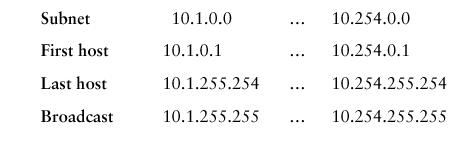 Subnet 10.1.0.0 ... 10.254.0.0
First host 10.1.0.1 ... 10.254.0.1
Last host 10.1.255.254 ... 10.254.255.254
Broadcast 10.1.255.255 ... 10.254.255.255